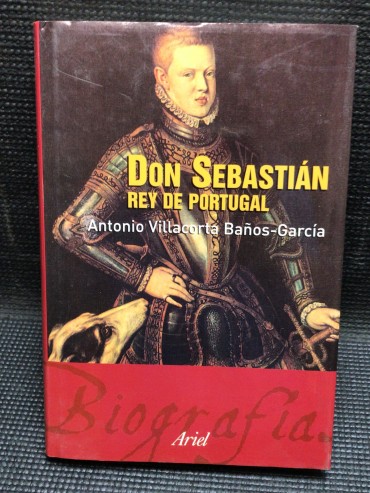 DON SEBASTIÁN
REY DE PORTUGAL
Antonio Villacorta Baños-García
Biografía.
Ariel